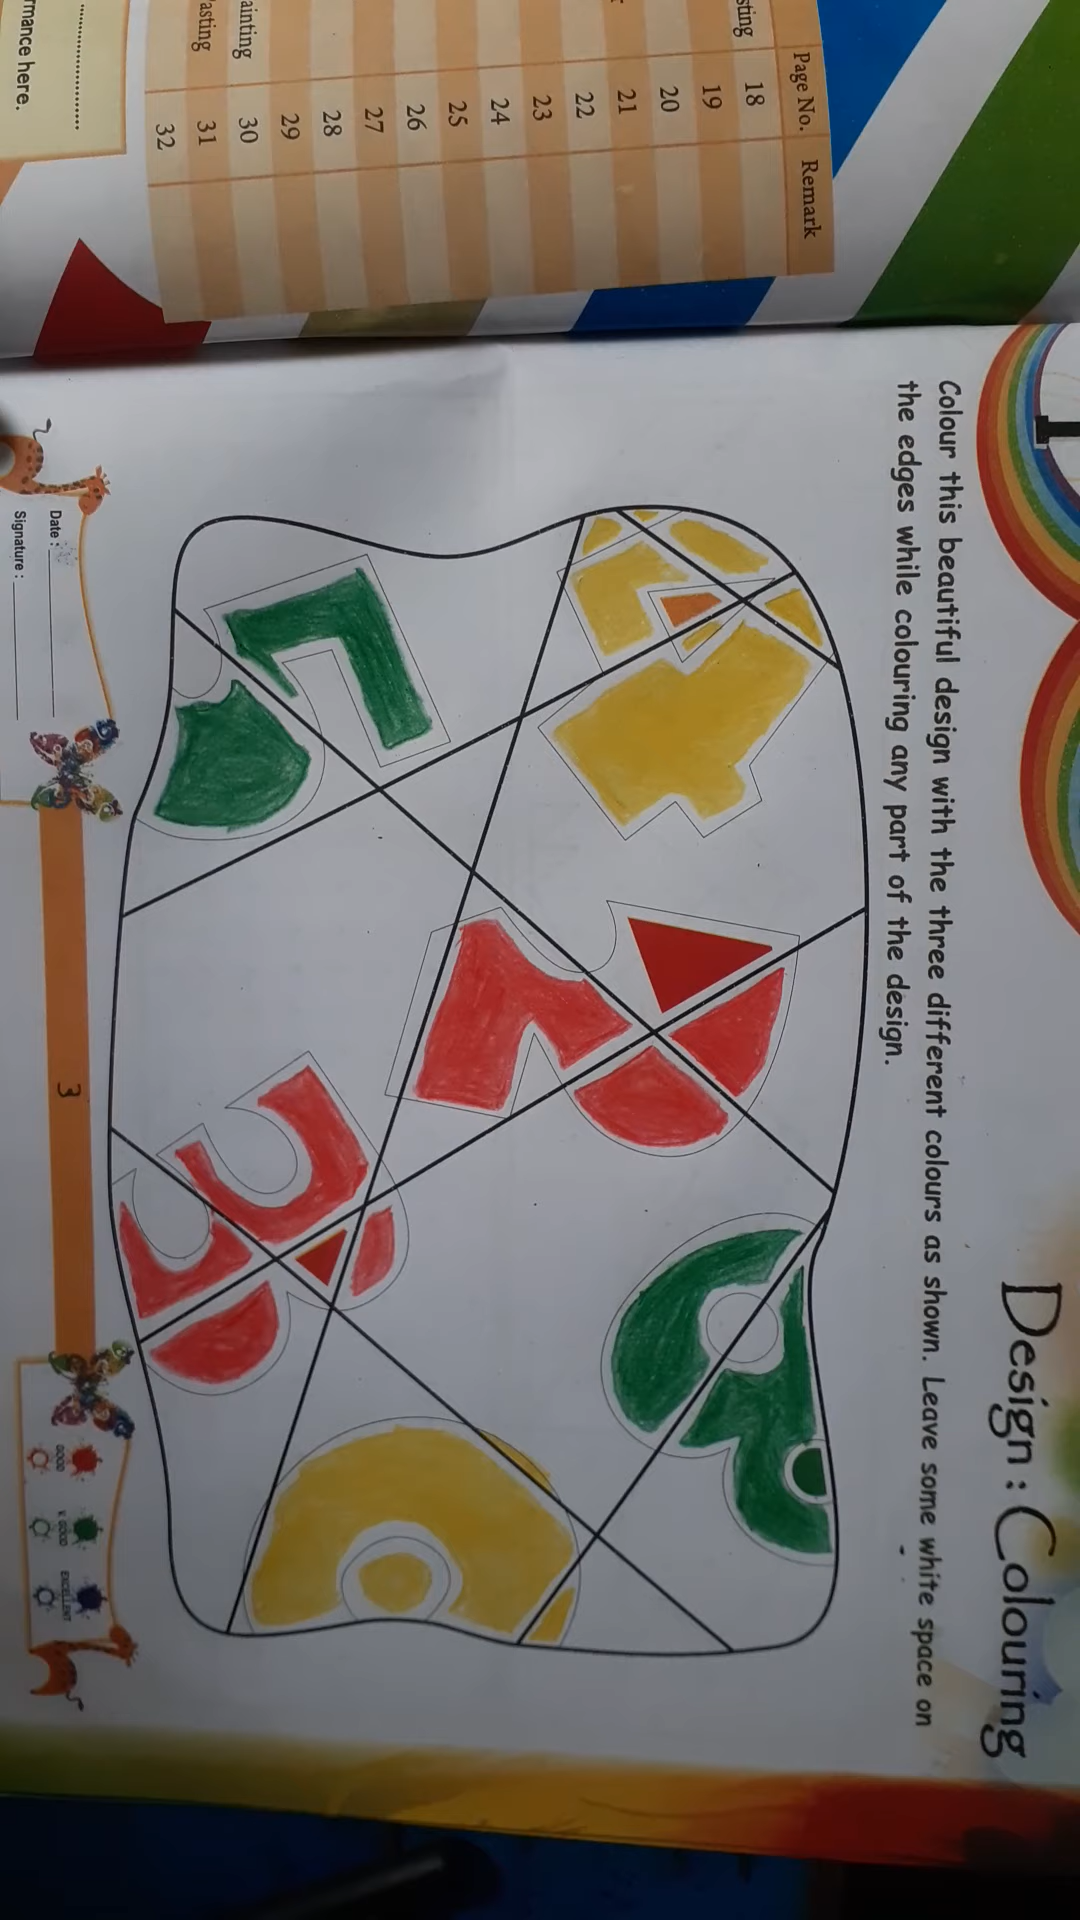 Page No. Remark
sting 18
19
20
21
22
23
24
25
26
27
28
29
ainting 30
asting 31
32
rmance here.
1
Design : Colouring
Colour this beautiful design with the three different colours as shown. Leave some white space on
the edges while colouring any part of the design.
Date :
Signature :
3
GOOD
V. GOOD
EXCELLENT